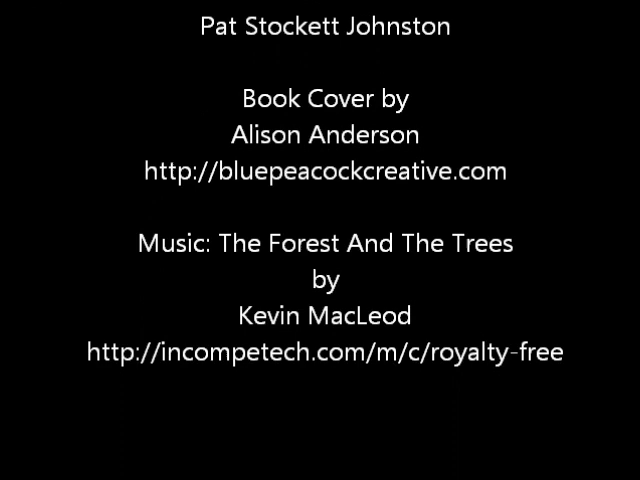 Pat Stockett Johnston
Book Cover by
Alison Anderson
http://bluepeacockcreative.com
Music: The Forest And The Trees
by
Kevin MacLeod
http://incompetech.com/m/c/royalty-free